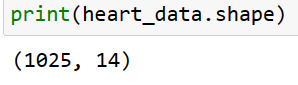 print(heart_data.shape)
(1025, 14)